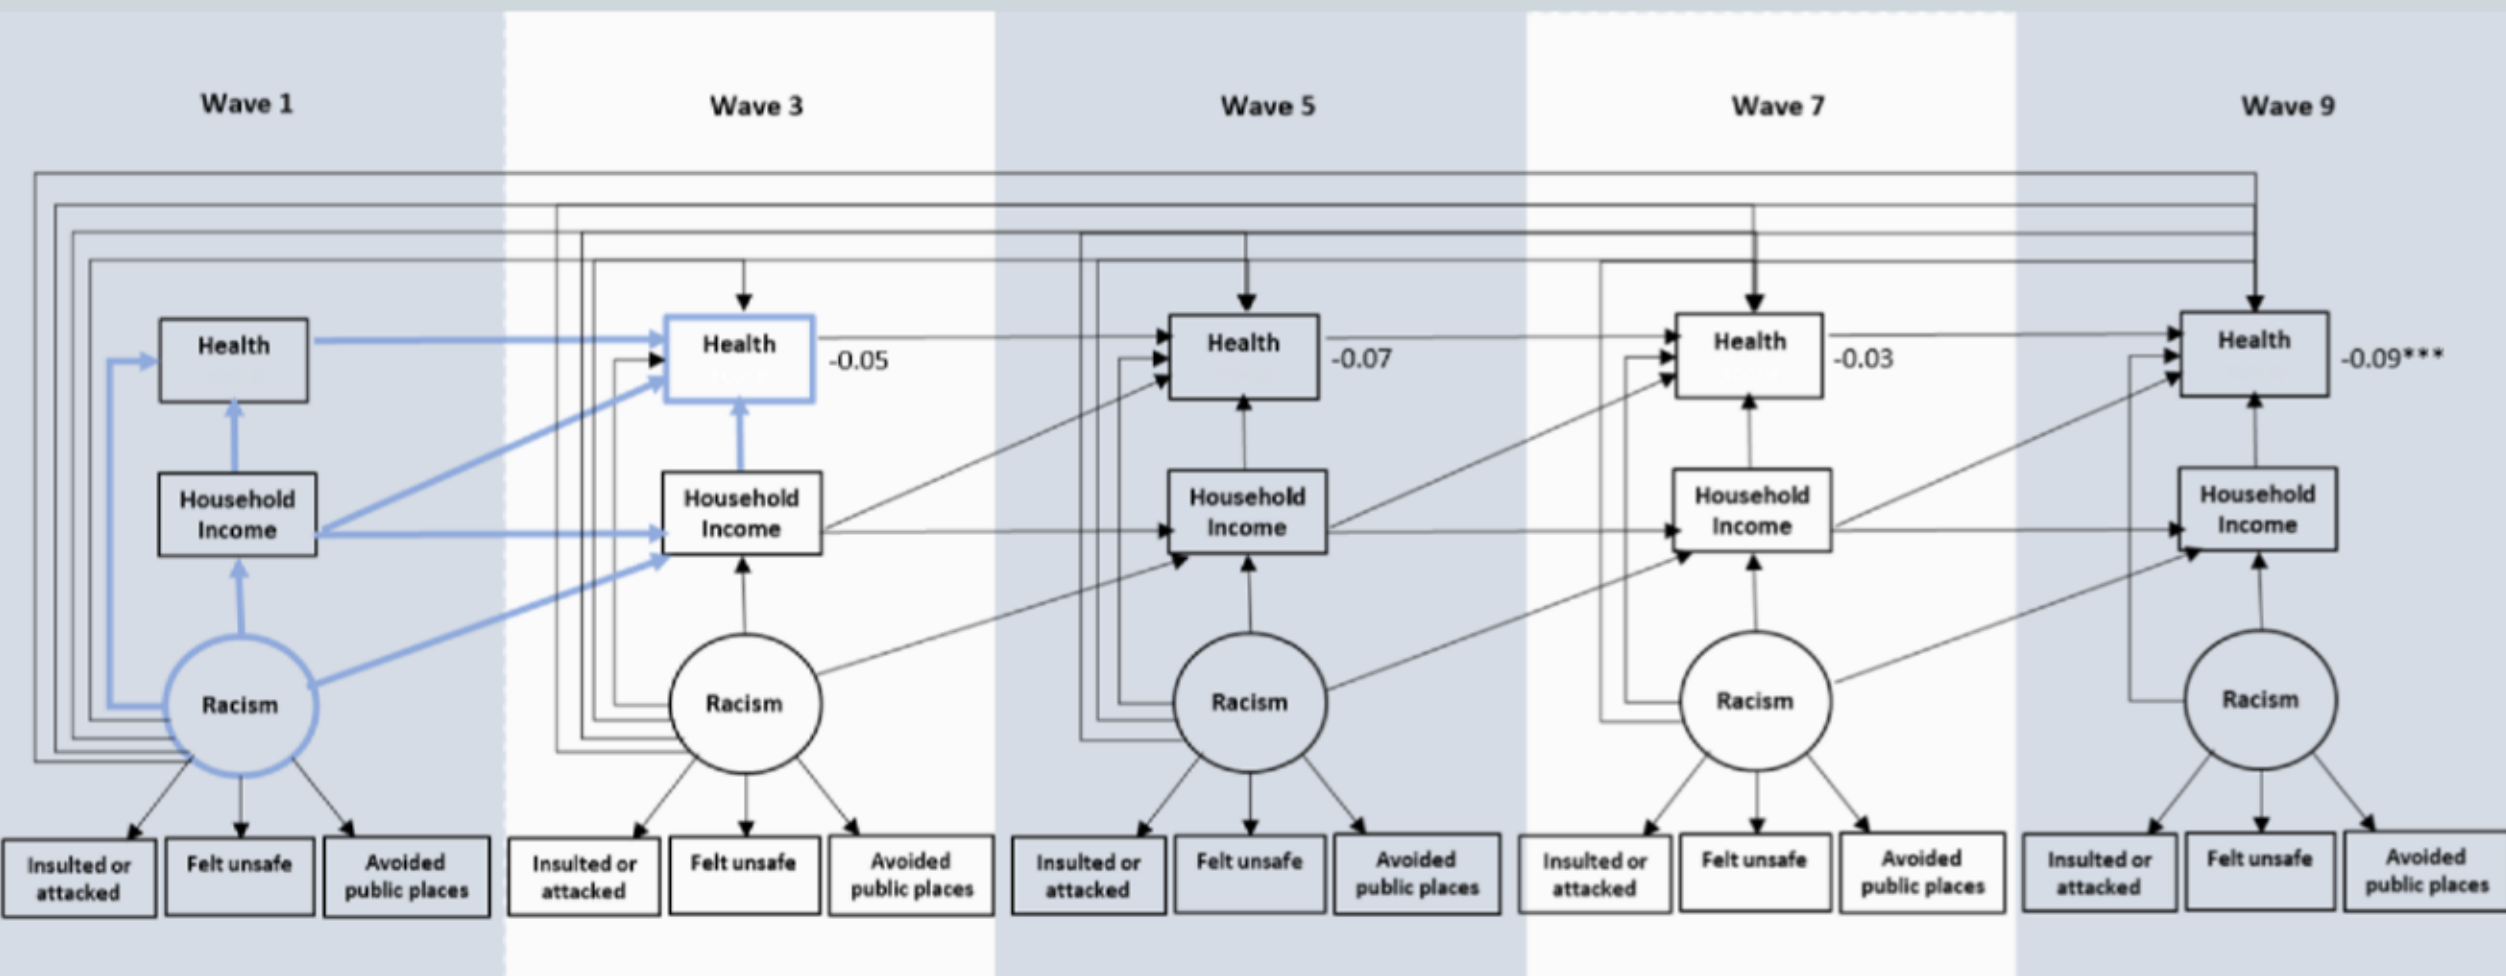 Wave 1
Wave 3
Wave 5
Wave 7
Wave 9
Health
Health
-0.05
Health
-0.07
Health
-0.03
Health
-0.09***
Household
Income
Household
Income
Household
Income
Household
Income
Household
Income
Racism
Racism
Racism
Racism
Racism
Insulted or
attacked
Felt unsafe
Avoided
public places
Insulted or
attacked
Felt unsafe
Avoided
public places
Insulted or
attacked
Felt unsafe
Avoided
public places
Insulted or
attacked
Felt unsafe
Avoided
public places
Insulted or
attacked
Felt unsafe
Avoided
public places